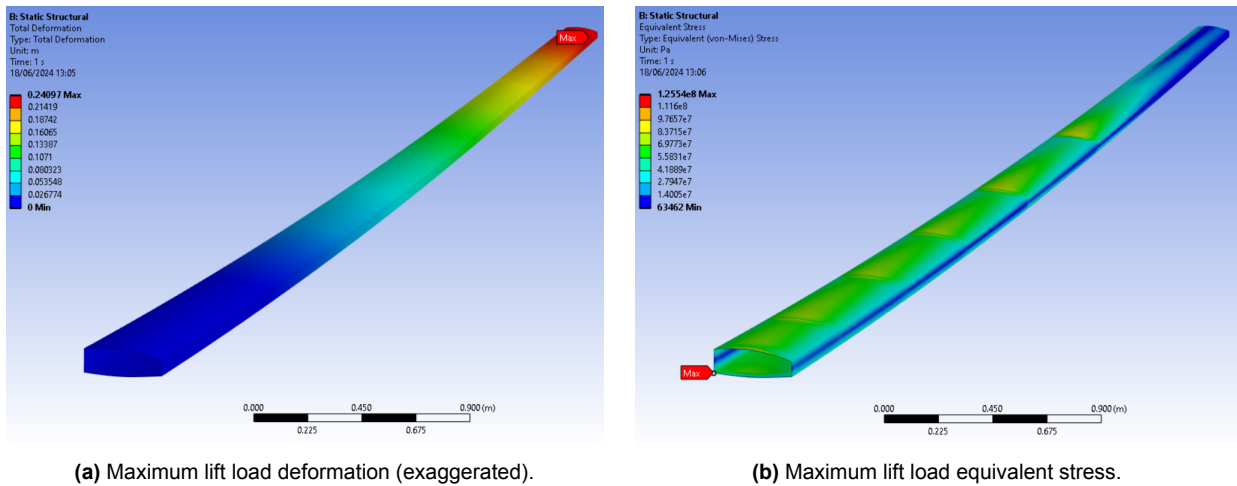 B: Static Structural
Total Deformation
Type: Total Deformation
Unit: m
Time: 1 s
18/06/2024 13:05
0.24097 Max
0.21419
0.18742
0.16065
0.13387
0.1071
0.080323
0.053548
0.026774
0 Min
Max
0.000 0.450 0.900 (m)
0.225 0.675
(a) Maximum lift load deformation (exaggerated).
B: Static Structural
Equivalent Stress
Type: Equivalent (von-Mises) Stress
Unit: Pa
Time: 1 s
18/06/2024 13:06
1.2554e8 Max
1.116e8
9.7657e7
8.3715e7
6.9773e7
5.5831e7
4.1889e7
2.7947e7
1.4005e7
63462 Min
Max
0.000 0.450 0.900 (m)
0.225 0.675
(b) Maximum lift load equivalent stress.